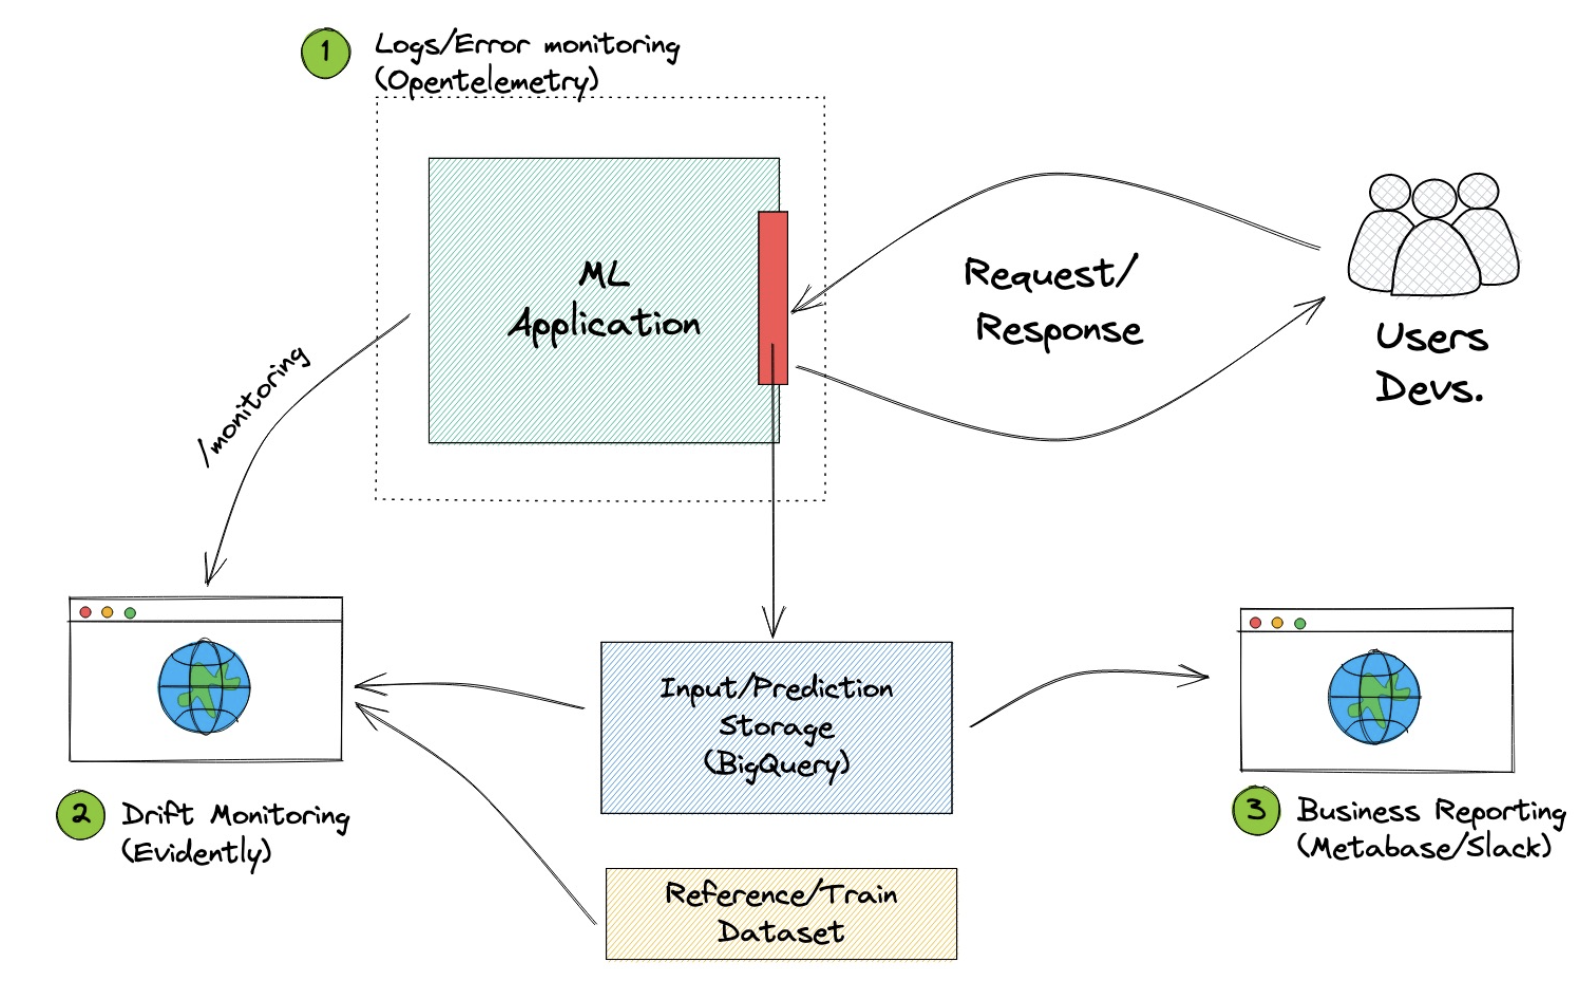 1
Logs/Error monitoring
(Opentelemetry)
ML
Application
Request/
Response
Users
Devs.
/monitoring
Input/Prediction
Storage
(BigQuery)
2
Drift Monitoring
(Evidently)
3
Business Reporting
(Metabase/Slack)
Reference/Train
Dataset